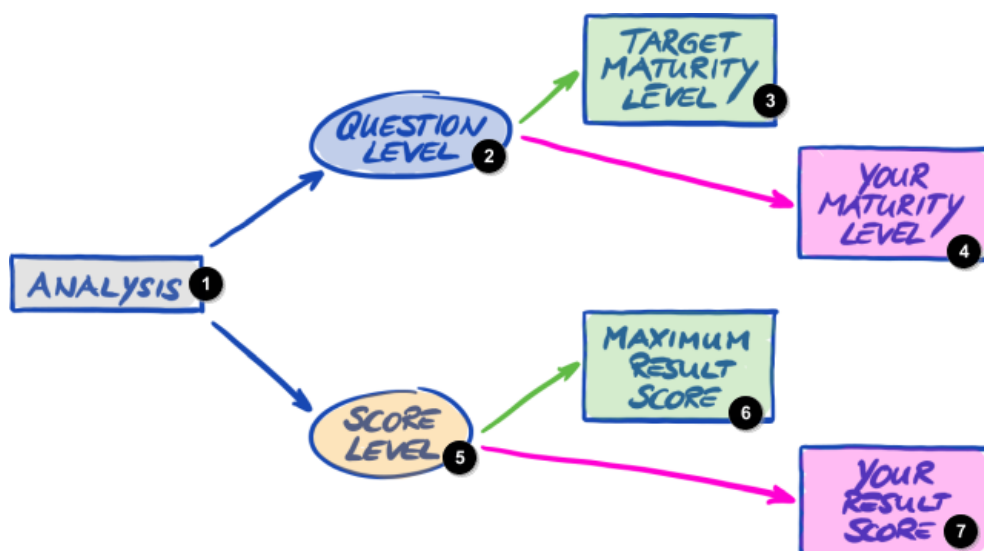 TARGET
MATURITY
LEVEL
3
QUESTION
LEVEL
2
YOUR
MATURITY
LEVEL
4
ANALYSIS
1
MAXIMUM
RESULT
SCORE
6
SCORE
LEVEL
5
YOUR
RESULT
SCORE
7